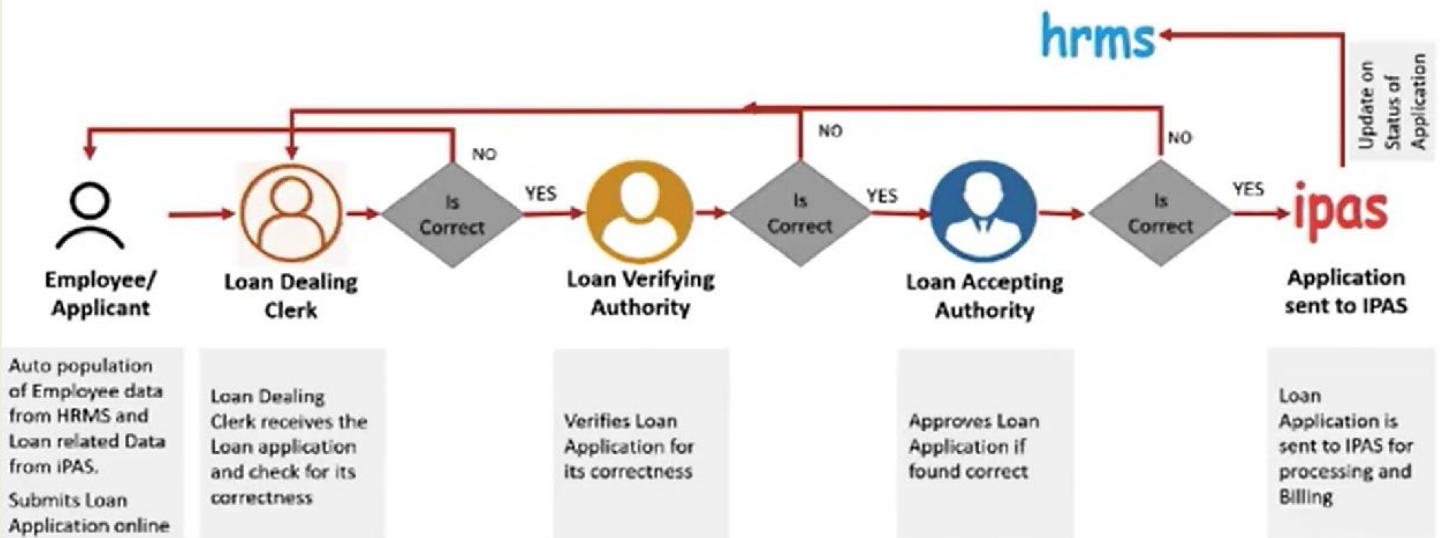 hrms
Update on
Status of
Application
NO
NO
NO
Is
Correct
YES
Is
Correct
YES
Is
Correct
YES
ipas
Employee/
Applicant
Loan Dealing
Clerk
Loan Verifying
Authority
Loan Accepting
Authority
Application
sent to IPAS
Auto population
of Employee data
from HRMS and
Loan related Data
from iPAS.
Submits Loan
Application online
Loan Dealing
Clerk receives the
Loan application
and check for its
correctness
Verifies Loan
Application for
its correctness
Approves Loan
Application if
found correct
Loan
Application is
sent to IPAS for
processing and
Billing